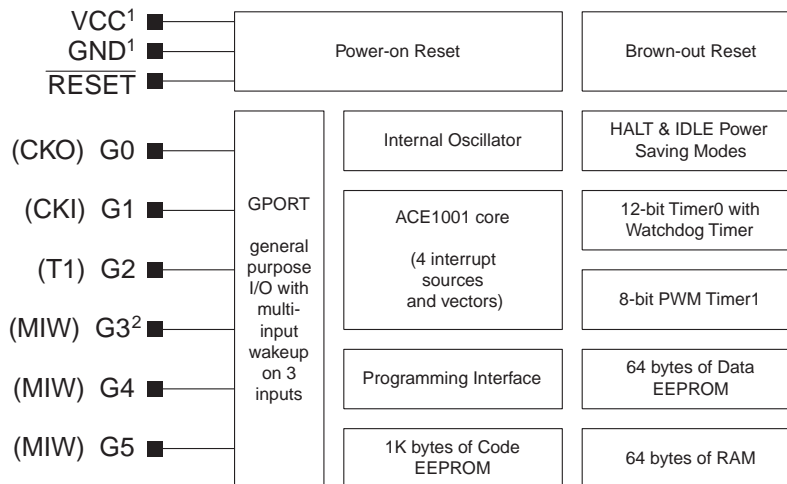 VCC¹
GND¹
RESET
Power-on Reset
Brown-out Reset
(CKO) G0
(CKI) G1
(T1) G2
(MIW) G3²
(MIW) G4
(MIW) G5
GPORT
general
purpose
I/O with
multi-
input
wakeup
on 3
inputs
Internal Oscillator
HALT & IDLE Power
Saving Modes
ACE1001 core
(4 interrupt
sources
and vectors)
12-bit Timer0 with
Watchdog Timer
8-bit PWM Timer1
Programming Interface
64 bytes of Data
EEPROM
1K bytes of Code
EEPROM
64 bytes of RAM